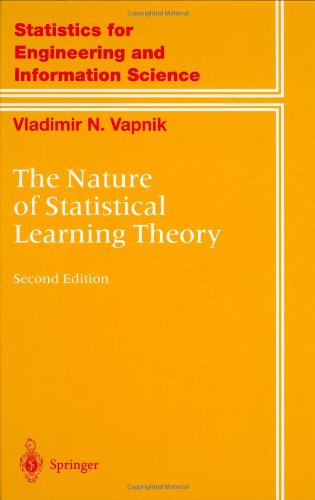 Statistics for
Engineering and
Information Science
Vladimir N. Vapnik
The Nature
of Statistical
Learning Theory
Second Edition
Springer